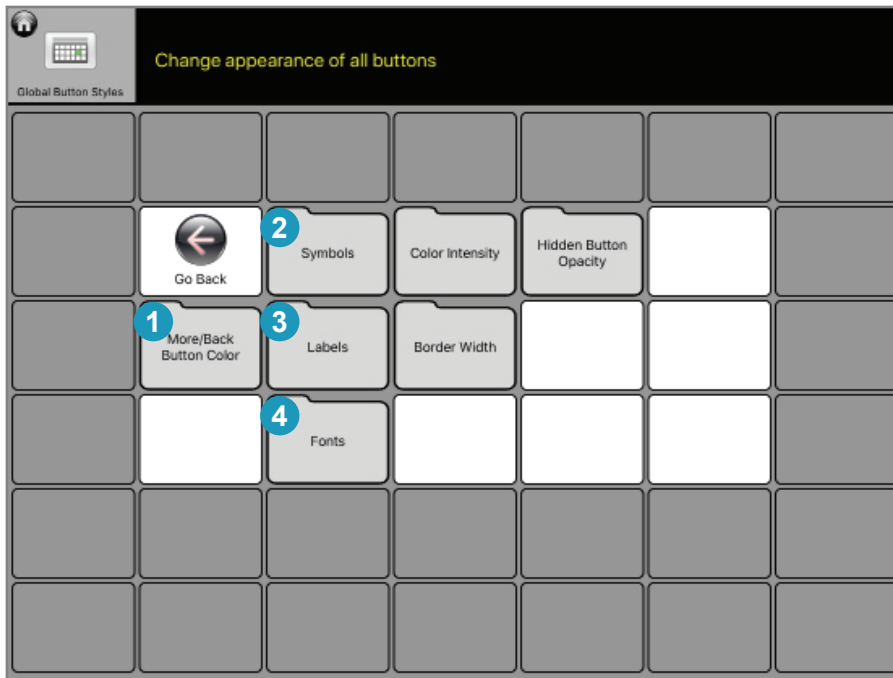 Global Button Styles
Change appearance of all buttons
Go Back
2
Symbols
Color Intensity
Hidden Button
Opacity
1
More/Back
Button Color
3
Labels
Border Width
4
Fonts